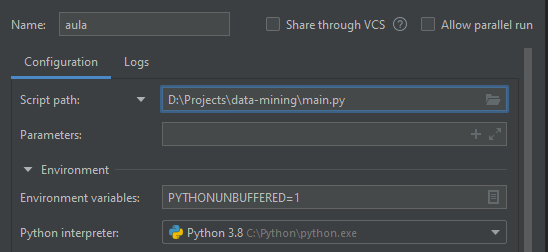 Name: aula Share through VCS ? Allow parallel run
Configuration Logs
Script path: D:\Projects\data-mining\main.py
Parameters:
Environment
Environment variables: PYTHONUNBUFFERED=1
Python interpreter: Python 3.8 C:\Python\python.exe